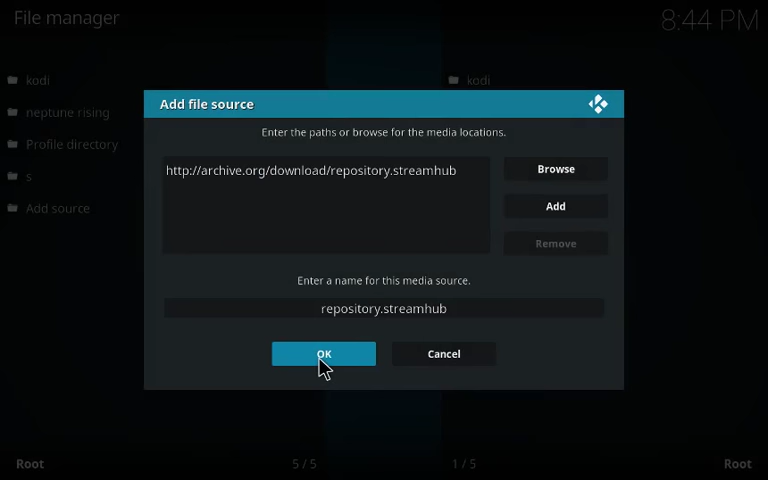 File manager
8:44 PM
kodi
kodi
neptune rising
Profile directory
s
Add source
Add file source
Enter the paths or browse for the media locations.
http://archive.org/download/repository.streamhub
Browse
Add
Remove
Enter a name for this media source.
repository.streamhub
OK
Cancel
Root
5 / 5
1 / 5
Root